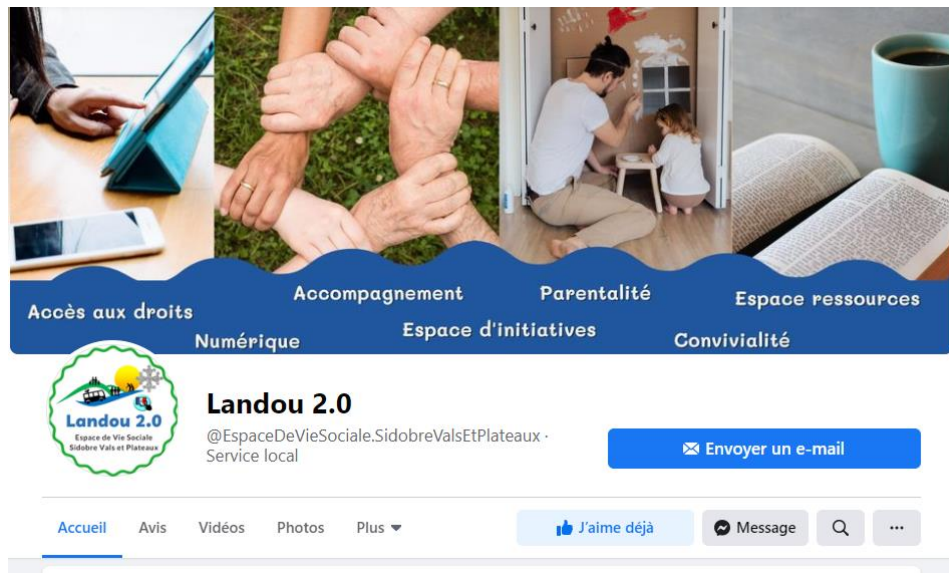 Accès aux droits
Accompagnement
Parentalité
Espace ressources
Numérique
Espace d'initiatives
Convivialité
Landou 2.0
Espace de Vie Sociale
Sidobre Vals et Plateaux
Landou 2.0
@EspaceDeVieSociale.SidobreValsEtPlateaux ·
Service local
Envoyer un e-mail
Accueil
Avis
Vidéos
Photos
Plus
J'aime déjà
Message